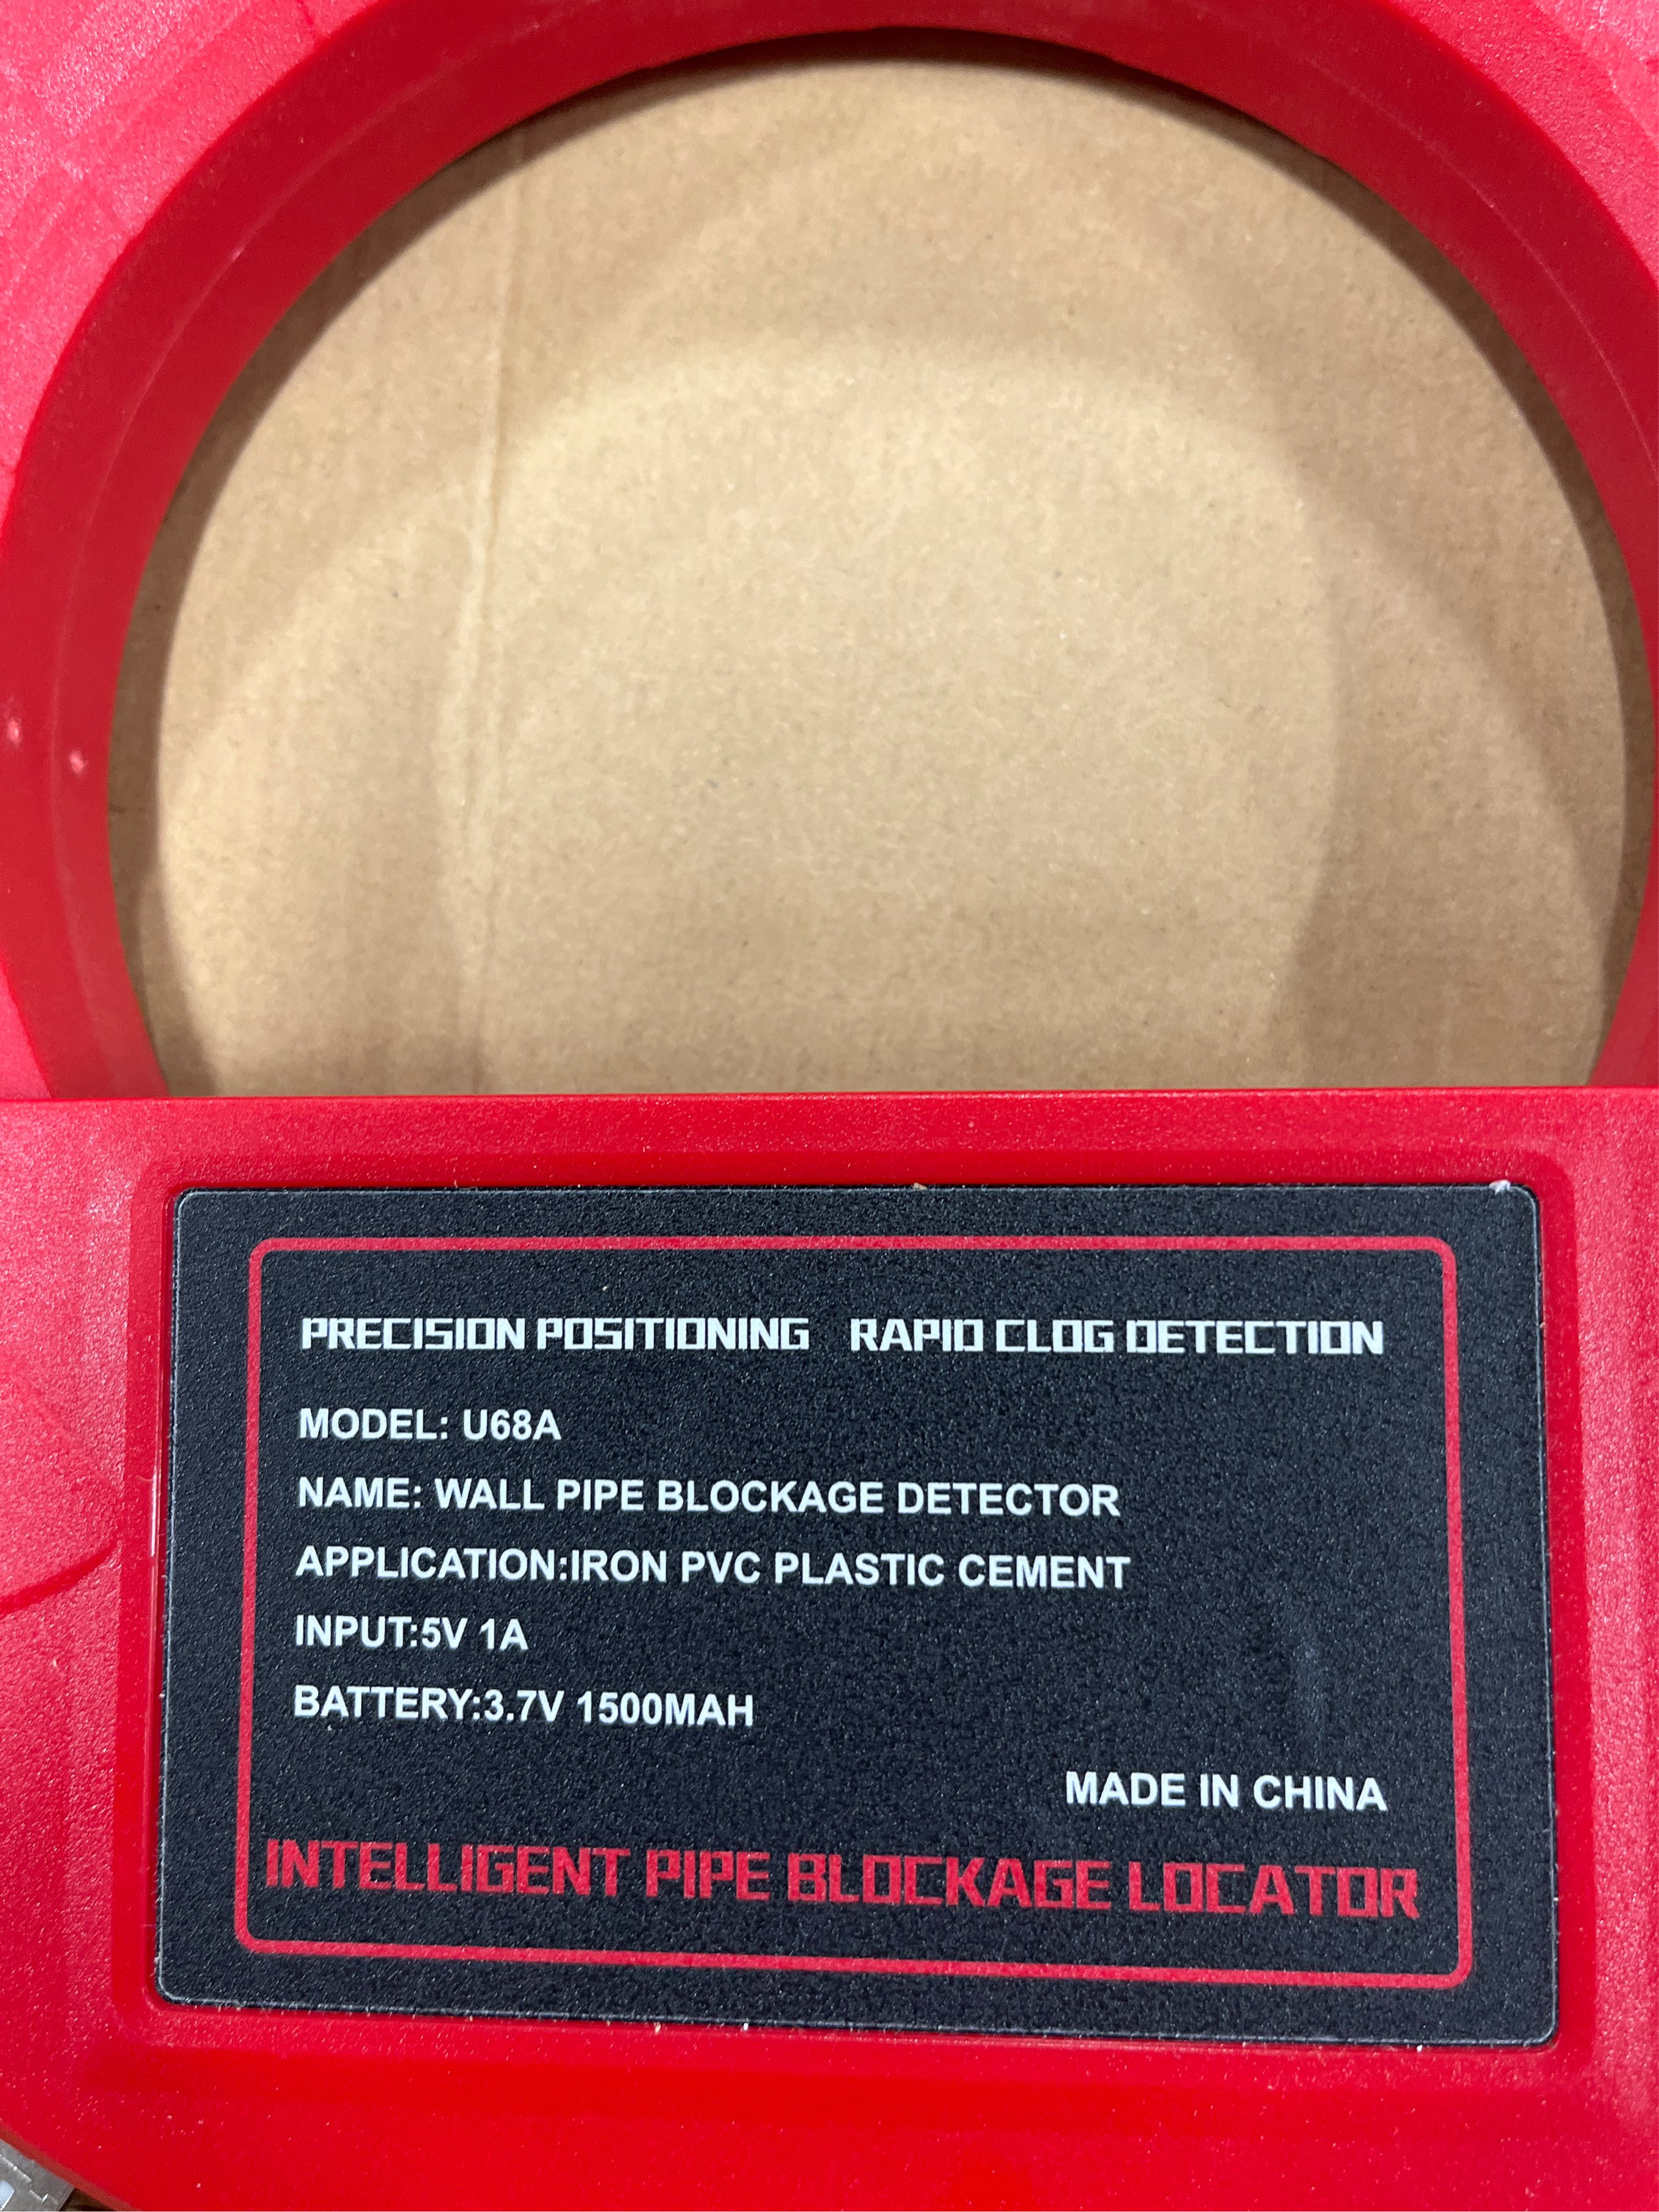 PRECISION POSITIONING RAPID CLOG DETECTION
MODEL: U68A
NAME: WALL PIPE BLOCKAGE DETECTOR
APPLICATION:IRON PVC PLASTIC CEMENT
INPUT:5V 1A
BATTERY:3.7V 1500MAH
MADE IN CHINA
INTELLIGENT PIPE BLOCKAGE LOCATOR